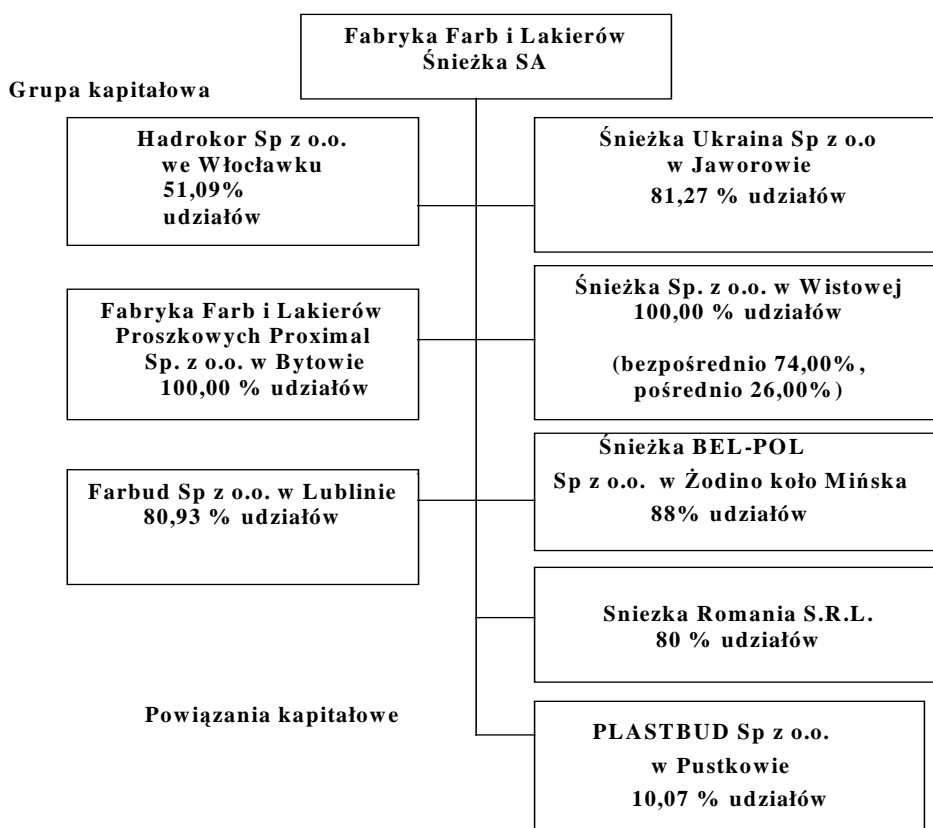 Fabryka Farb i Lakierów
Śnieżka SA
Grupa kapitałowa
Hadrokor Sp z o.o.
we Włocławku
51,09%
udziałów
Śnieżka Ukraina Sp z o.o
w Jaworowie
81,27 % udziałów
Fabryka Farb i Lakierów
Proszkowych Proximal
Sp. z o.o. w Bytowie
100,00 % udziałów
Śnieżka Sp. z o.o. w Wistowej
100,00 % udziałów
(bezpośrednio 74,00%,
pośrednio 26,00%)
Farbud Sp z o.o. w Lublinie
80,93 % udziałów
Śnieżka BEL-POL
Sp z o.o. w Żodino koło Mińska
88% udziałów
Sniezka Romania S.R.L.
80 % udziałów
Powiązania kapitałowe
PLASTBUD Sp z o.o.
w Pustkowie
10,07 % udziałów